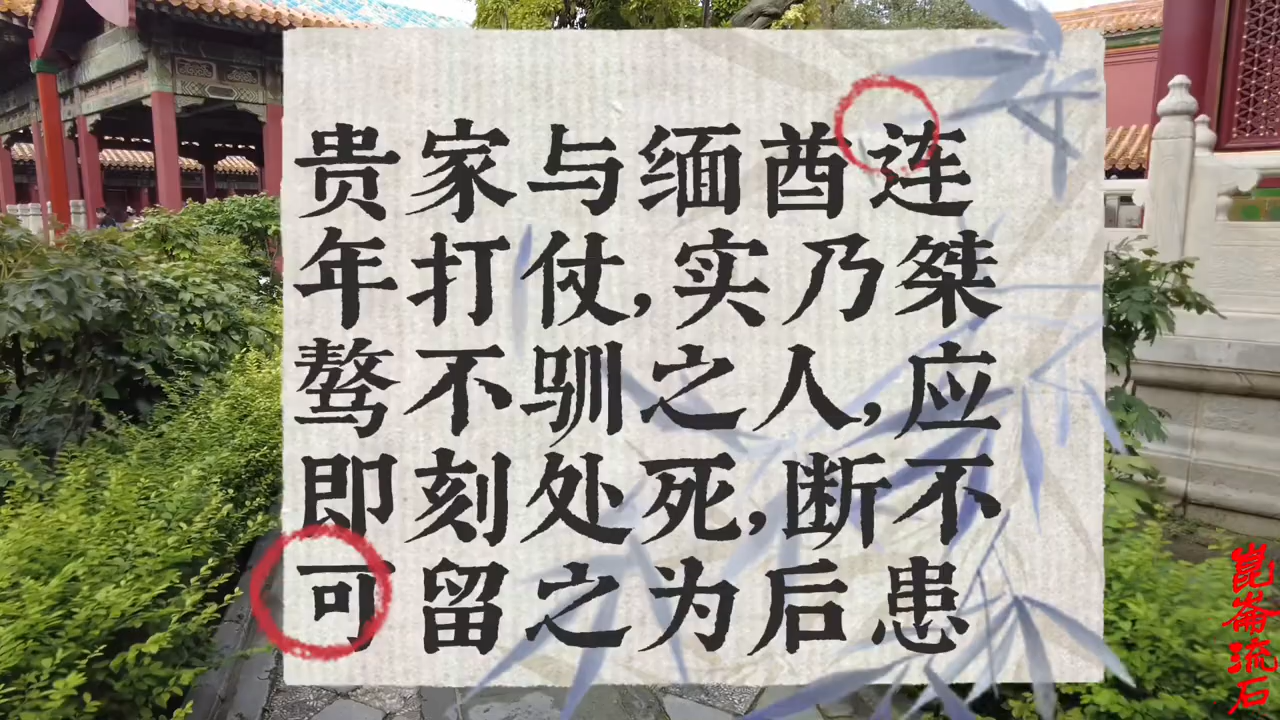 贵家与缅酋连
年打仗,实乃桀
骜不驯之人,应
即刻处死,断不
可留之为后患
崑崙流石